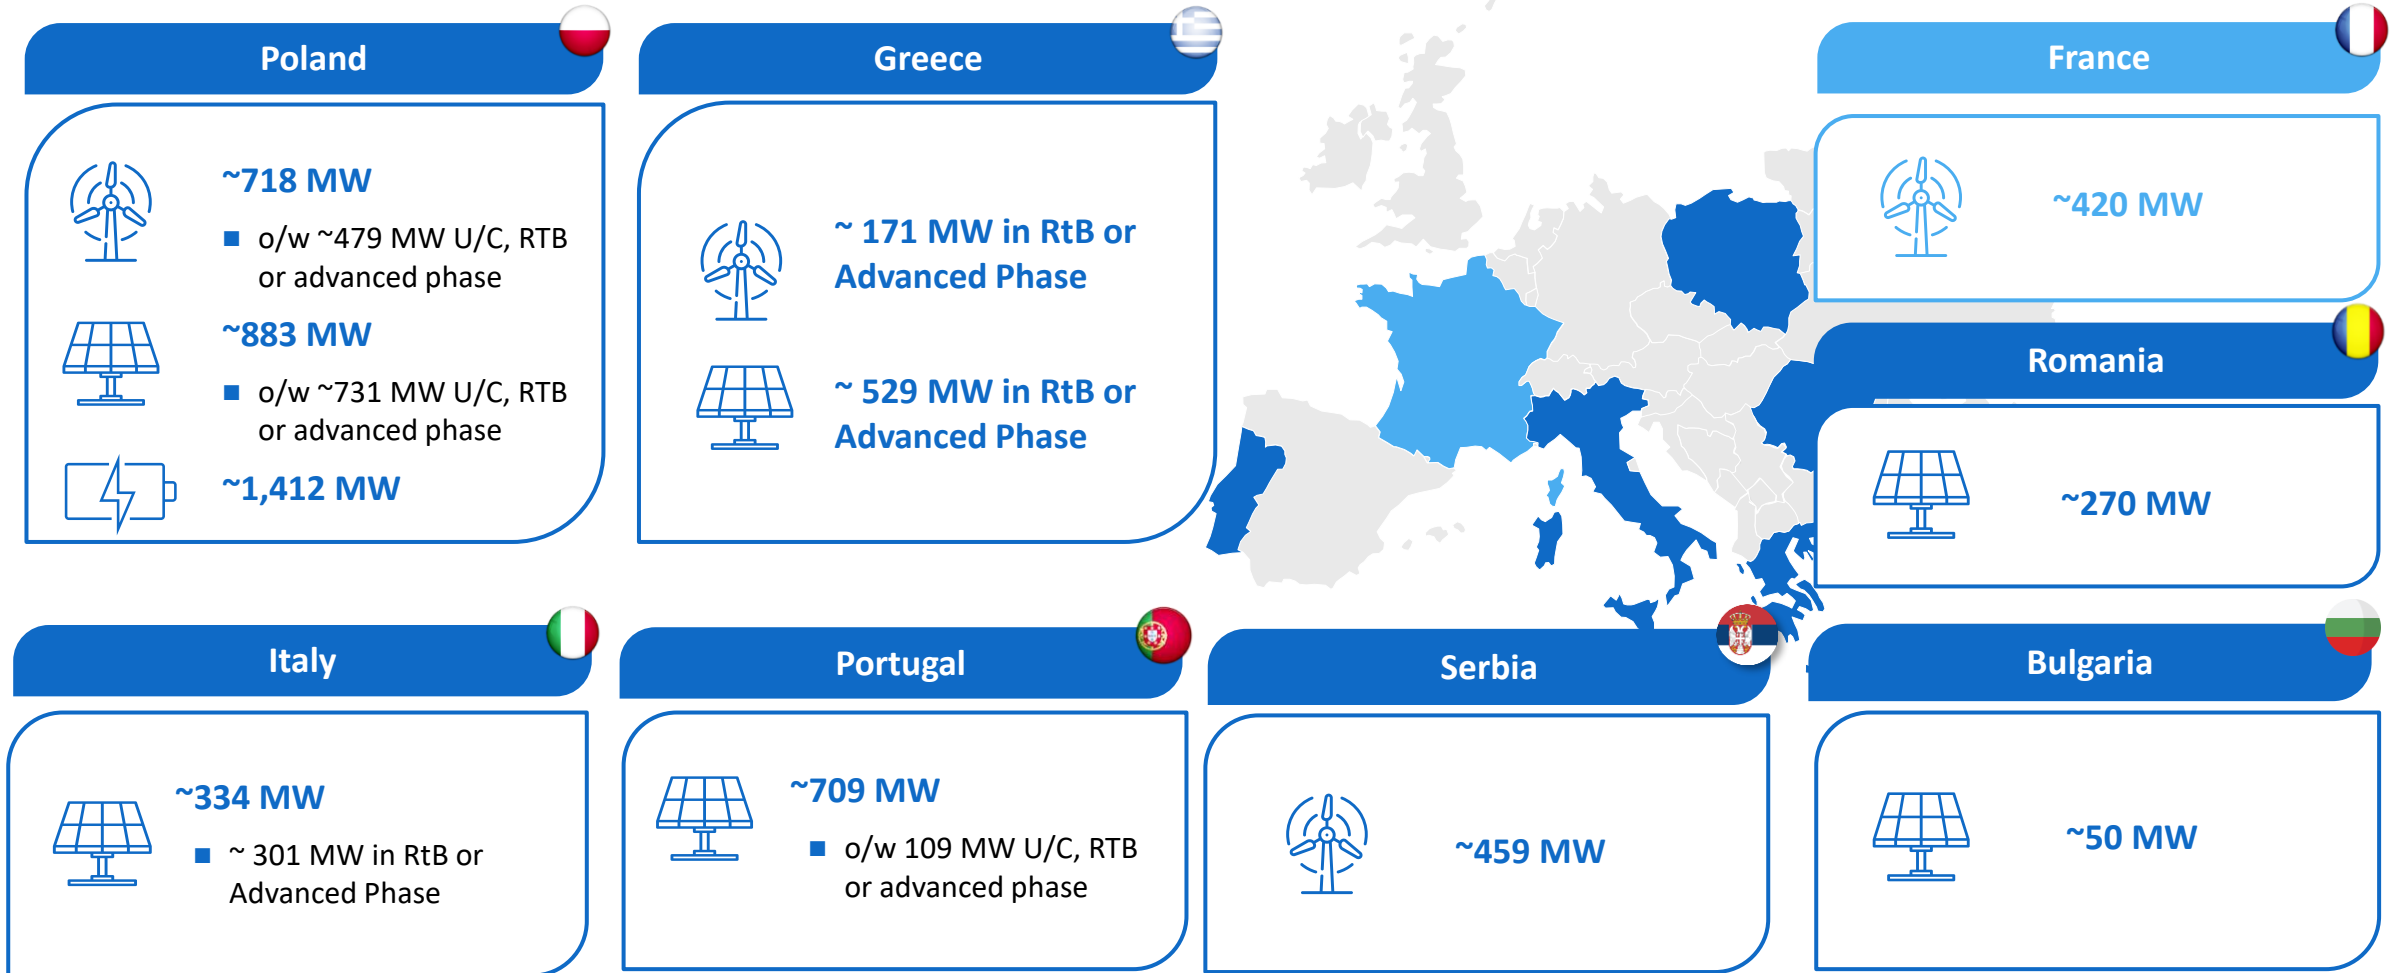 Poland
~718 MW
o/w ~479 MW U/C, RTB
or advanced phase
~883 MW
o/w ~731 MW U/C, RTB
or advanced phase
~1,412 MW
Greece
~ 171 MW in RtB or
Advanced Phase
~ 529 MW in RtB or
Advanced Phase
France
~420 MW
Romania
~270 MW
Italy
~334 MW
~ 301 MW in RtB or
Advanced Phase
Portugal
~709 MW
o/w 109 MW U/C, RTB
or advanced phase
Serbia
~459 MW
Bulgaria
~50 MW